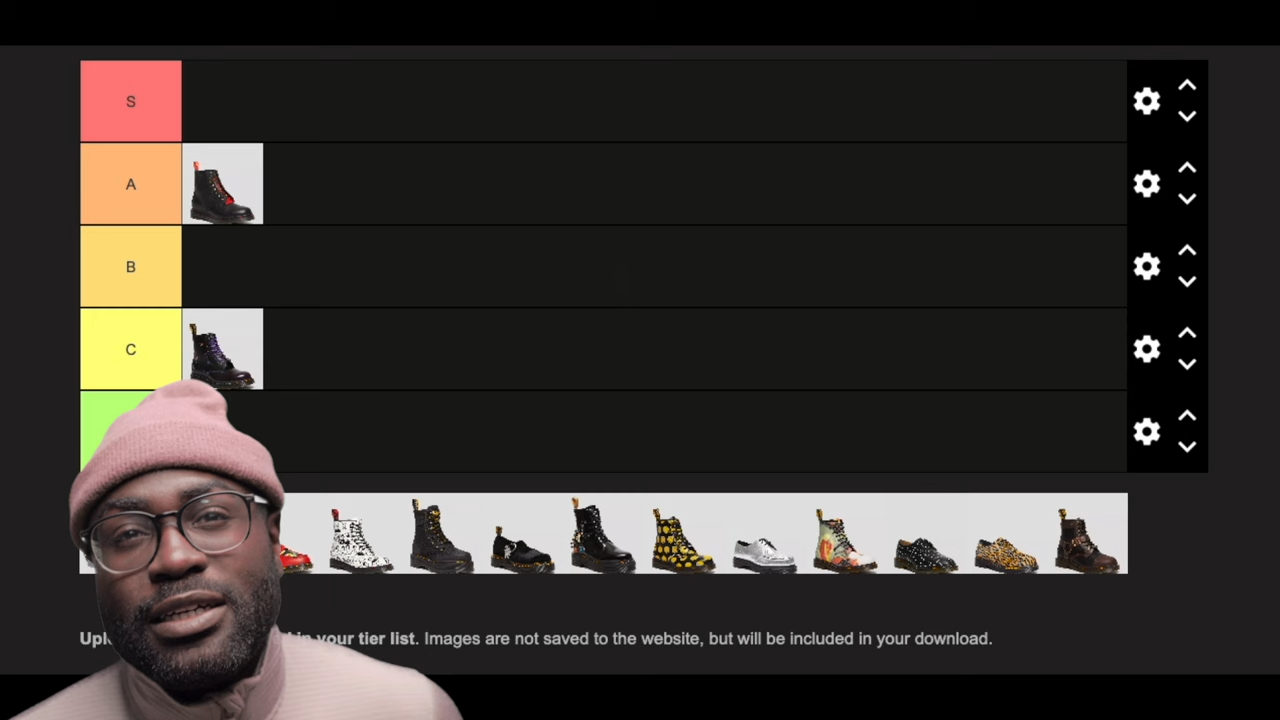 S
A
B
C
Upl
in your tier list. Images are not saved to the website, but will be included in your download.